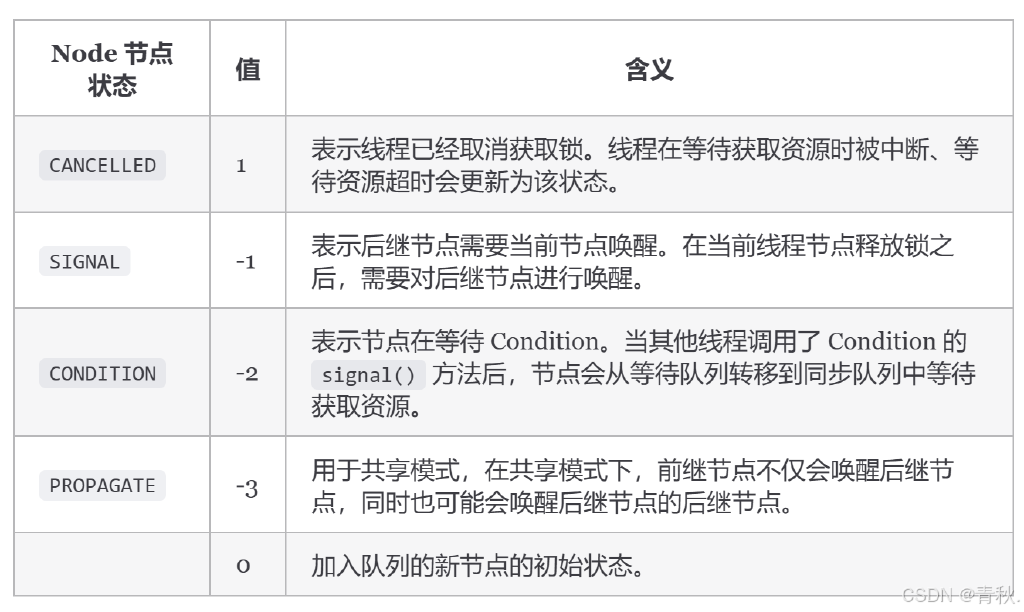 Node 节点
状态
值
含义
CANCELLED
1
表示线程已经取消获取锁。线程在等待获取资源时被中断、等
待资源超时会更新为该状态。
SIGNAL
-1
表示后继节点需要当前节点唤醒。在当前线程节点释放锁之
后，需要对后继节点进行唤醒。
CONDITION
-2
表示节点在等待 Condition。当其他线程调用了 Condition 的
signal() 方法后，节点会从等待队列转移到同步队列中等待
获取资源。
PROPAGATE
-3
用于共享模式，在共享模式下，前继节点不仅会唤醒后继节
点，同时也可能会唤醒后继节点的后继节点。
0
加入队列的新节点的初始状态。
CSDN @青秋.